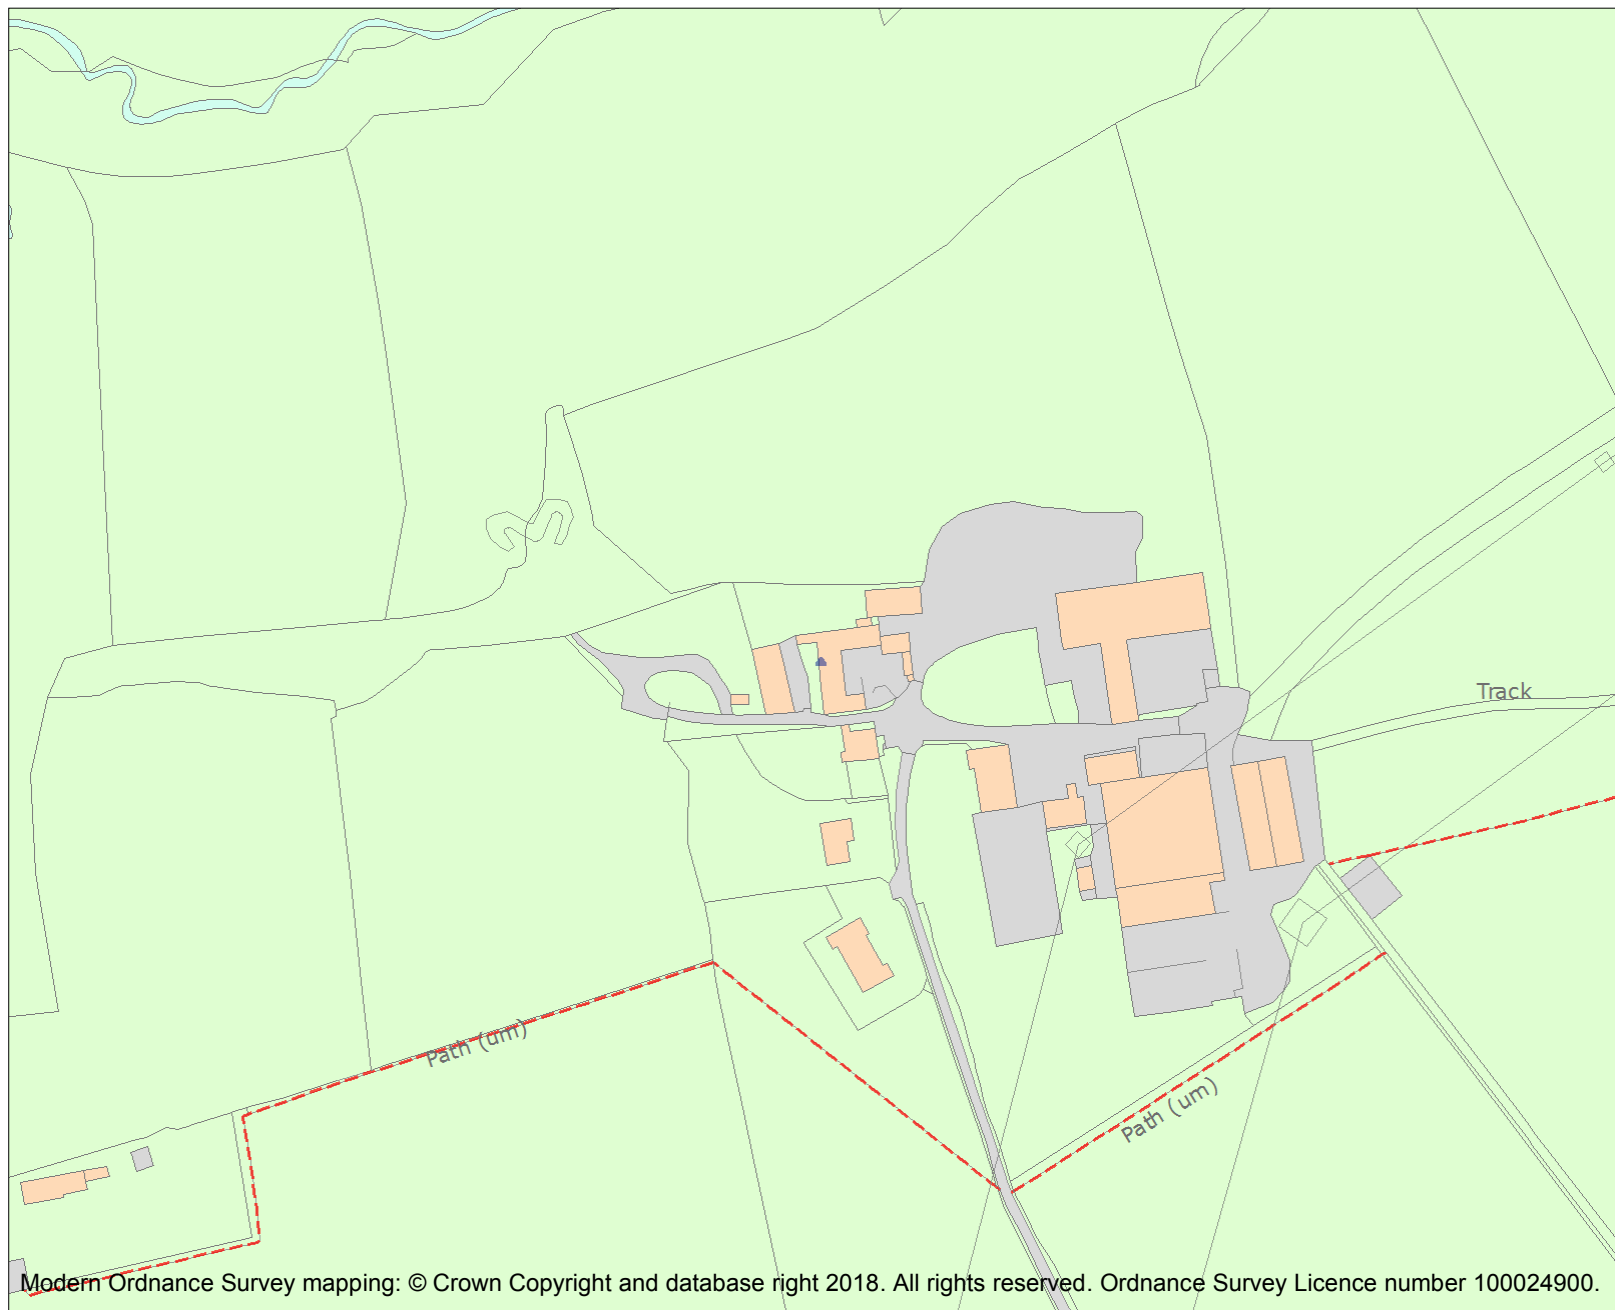 Track
Path (um)
Path (um)
Modern Ordnance Survey mapping: © Crown Copyright and database right 2018. All rights reserved. Ordnance Survey Licence number 100024900.